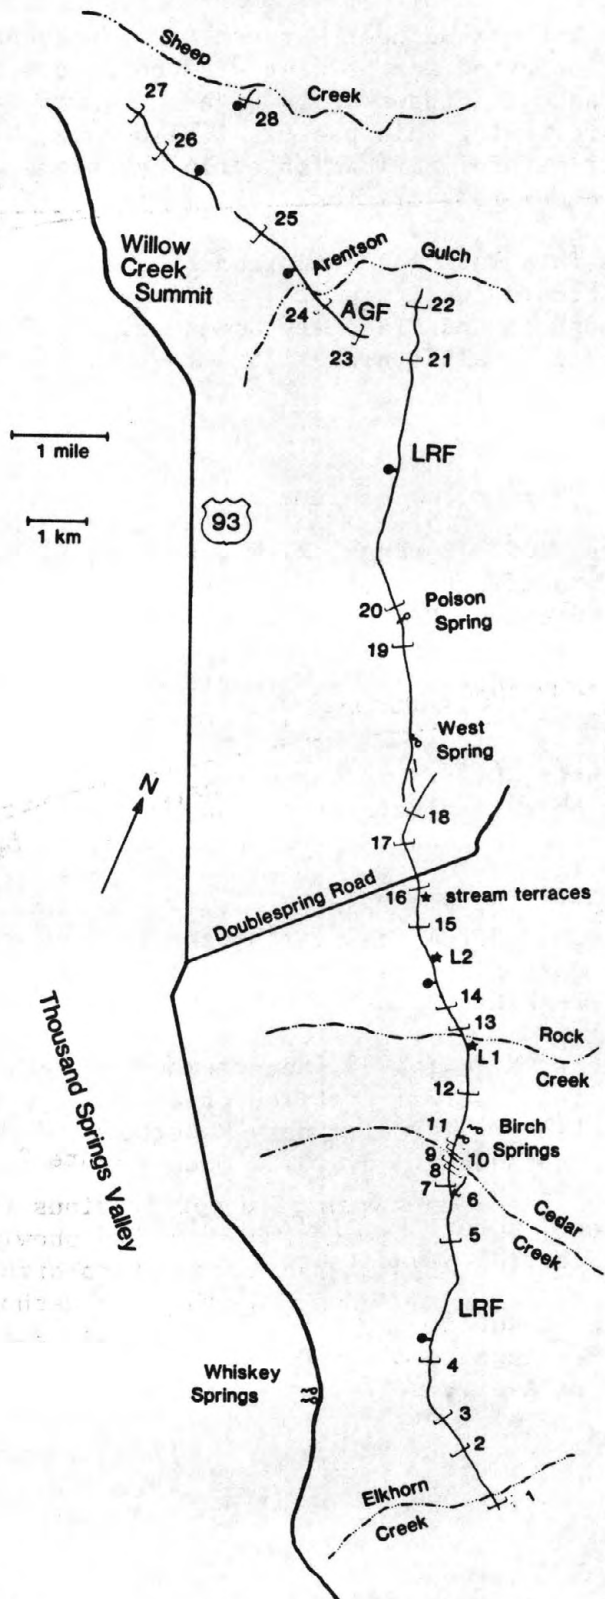 Sheep
Creek
27
28
26
25
Willow
Creek
Summit
Arentson
Gulch
24
AGF
22
23
21
1 mile
LRF
1 km
93
20
Poison
Spring
19
West
Spring
N
18
17
Doublespring Road
16
stream terraces
15
L2
14
13
Rock
Creek
L1
Thousand Springs Valley
12
11
Birch
Springs
9
10
8
7
6
Cedar
Creek
5
LRF
Whiskey
Springs
4
3
2
Elkhorn
Creek
1